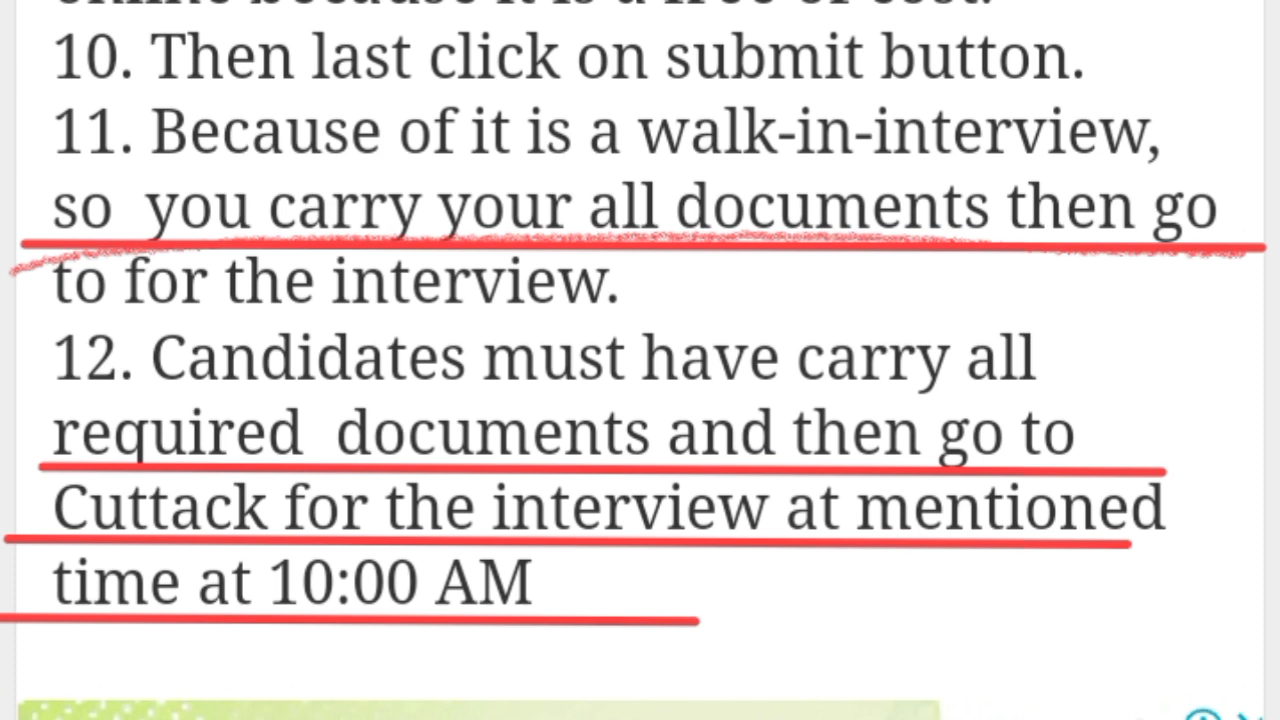 10. Then last click on submit button.
11. Because of it is a walk-in-interview,
so you carry your all documents then go
to for the interview.
12. Candidates must have carry all
required documents and then go to
Cuttack for the interview at mentioned
time at 10:00 AM